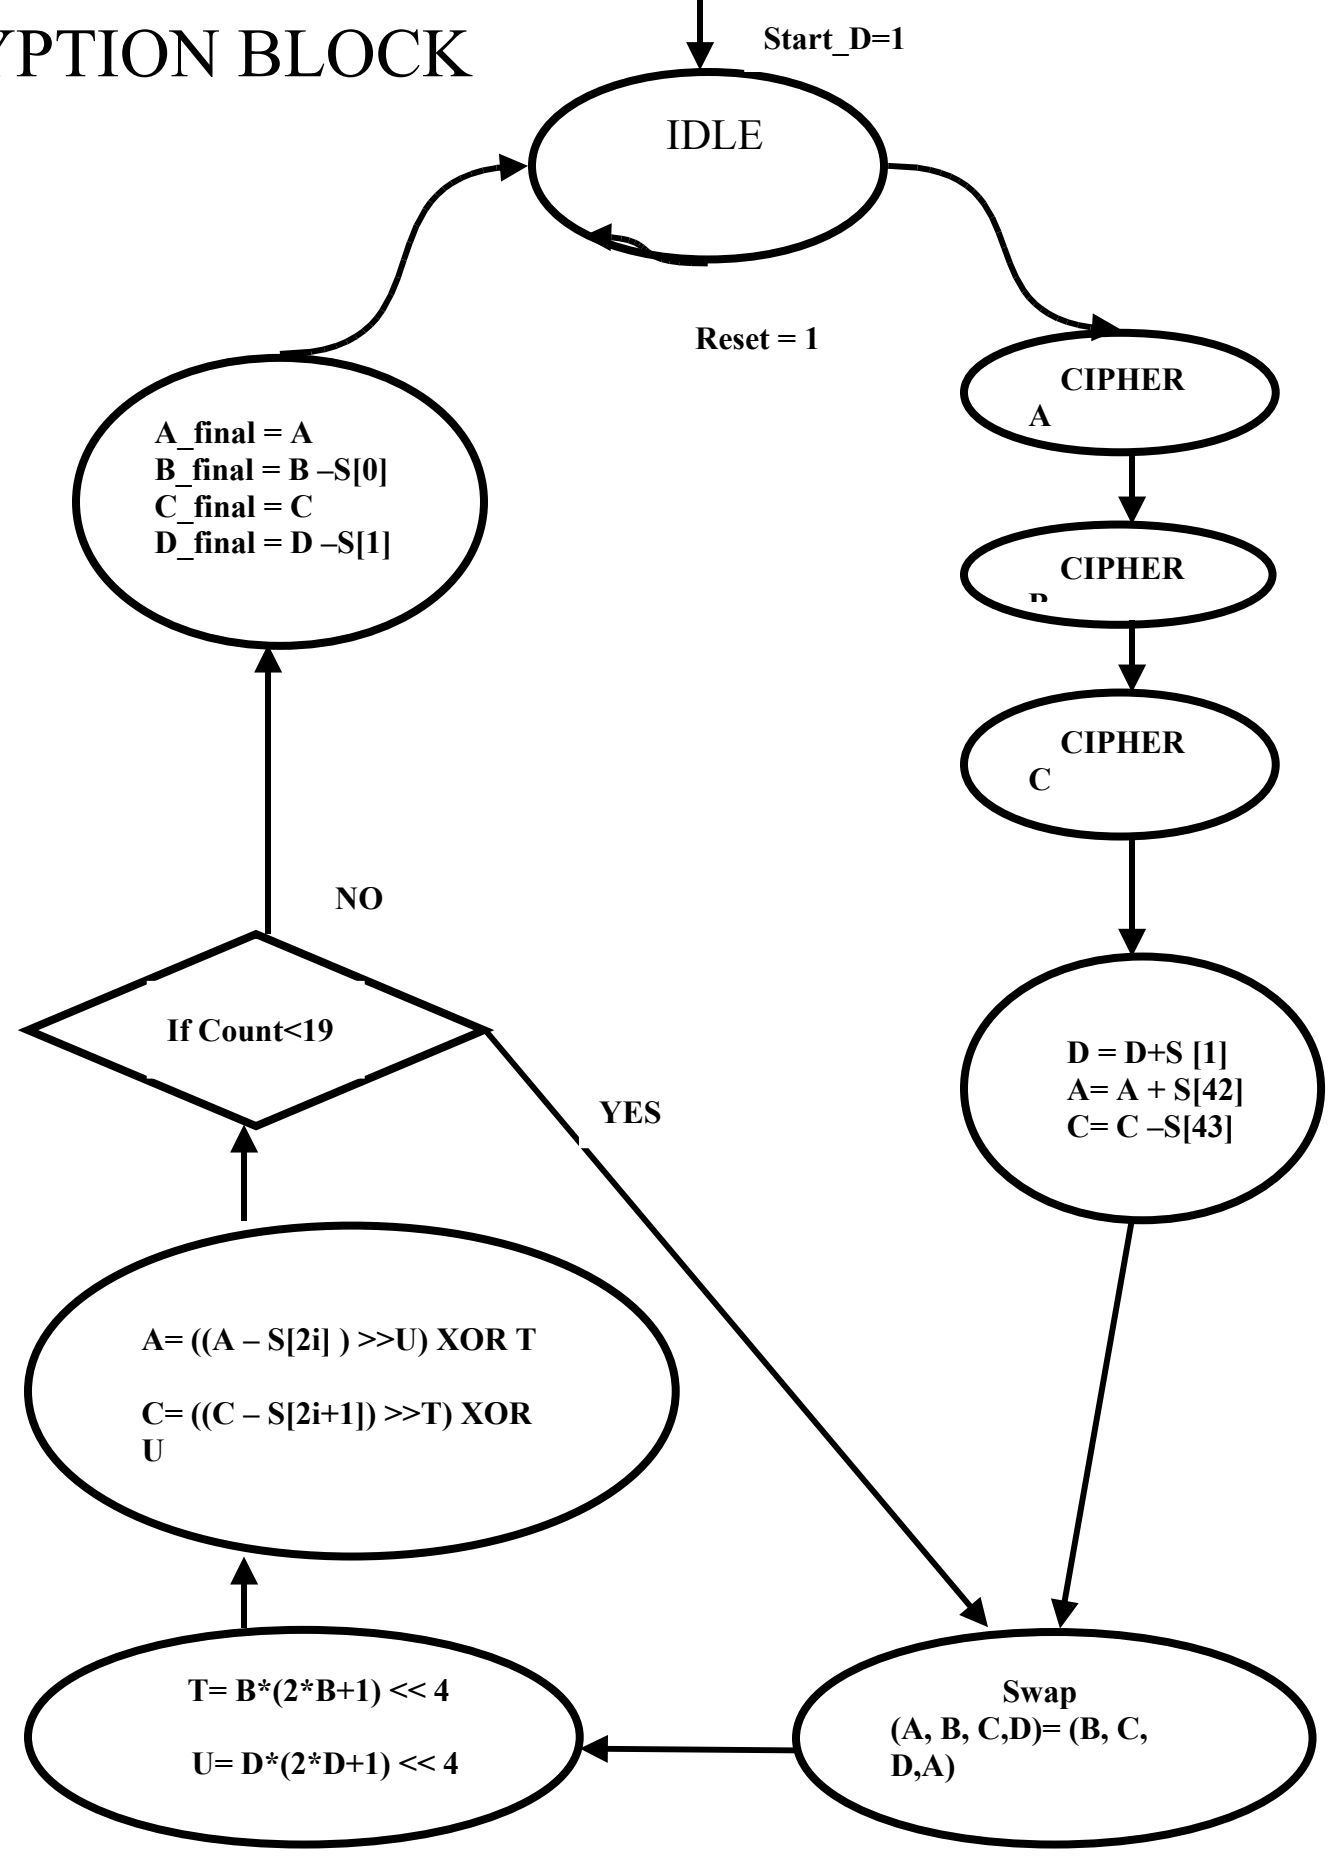 YPTION BLOCK
Start_D=1
IDLE
Reset = 1
CIPHER
A
CIPHER
B
CIPHER
C
D = D+S [1]
A= A + S[42]
C= C –S[43]
Swap
(A, B, C,D)= (B, C,
D,A)
T= B*(2*B+1) << 4
U= D*(2*D+1) << 4
A= ((A – S[2i] ) >>U) XOR T
C= ((C – S[2i+1]) >>T) XOR
U
If Count<19
YES
NO
A_final = A
B_final = B –S[0]
C_final = C
D_final = D –S[1]